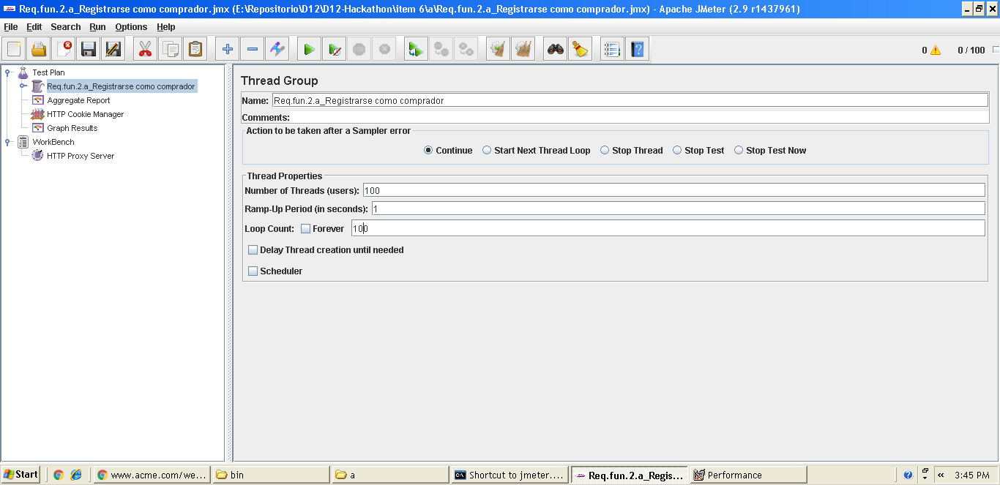 Req.fun.2.a_Registrarse como comprador.jmx (E:\Repositorio\D12\D12-Hackathon\item 6\a\Req.fun.2.a_Registrarse como comprador.jmx) - Apache JMeter (2.9 r1437961)
File Edit Search Run Options Help
0 0 / 100
Test Plan
Req.fun.2.a_Registrarse como comprador
Aggregate Report
HTTP Cookie Manager
Graph Results
WorkBench
HTTP Proxy Server
Thread Group
Name: Req.fun.2.a_Registrarse como comprador
Comments:
Action to be taken after a Sampler error
Continue Start Next Thread Loop Stop Thread Stop Test Stop Test Now
Thread Properties
Number of Threads (users): 100
Ramp-Up Period (in seconds): 1
Loop Count: Forever 100
Delay Thread creation until needed
Scheduler
Start www.acme.com/we... bin a Shortcut to jmeter.... Req.fun.2.a_Regis... Performance « 3:45 PM